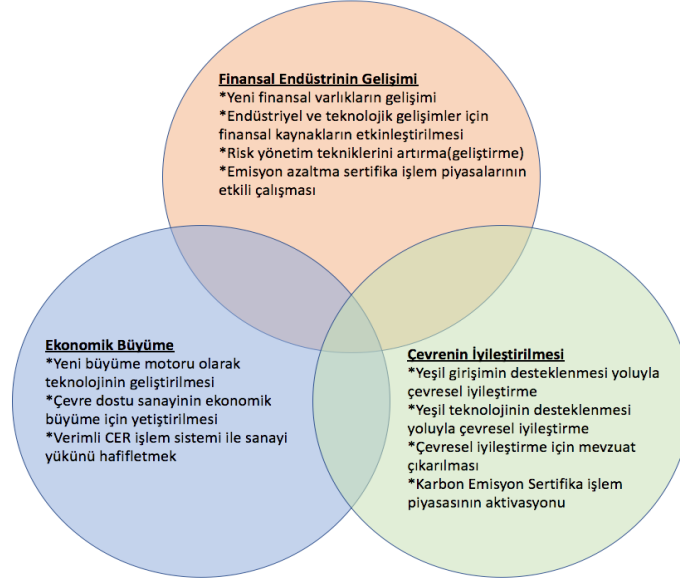 Finansal Endüstrinin Gelişimi
*Yeni finansal varlıkların gelişimi
*Endüstriyel ve teknolojik gelişimler için
finansal kaynakların etkinleştirilmesi
*Risk yönetim tekniklerini artırma(geliştirme)
*Emisyon azaltma sertifika işlem piyasalarının
etkili çalışması
Ekonomik Büyüme
*Yeni büyüme motoru olarak
teknolojinin geliştirilmesi
*Çevre dostu sanayinin ekonomik
büyüme için yetiştirilmesi
*Verimli CER işlem sistemi ile sanayi
yükünü hafifletmek
Çevrenin İyileştirilmesi
*Yeşil girişimin desteklenmesi yoluyla
çevresel iyileştirme
*Yeşil teknolojinin desteklenmesi
yoluyla çevresel iyileştirme
*Çevresel iyileştirme için mevzuat
çıkarılması
*Karbon Emisyon Sertifika işlem
piyasasının aktivasyonu